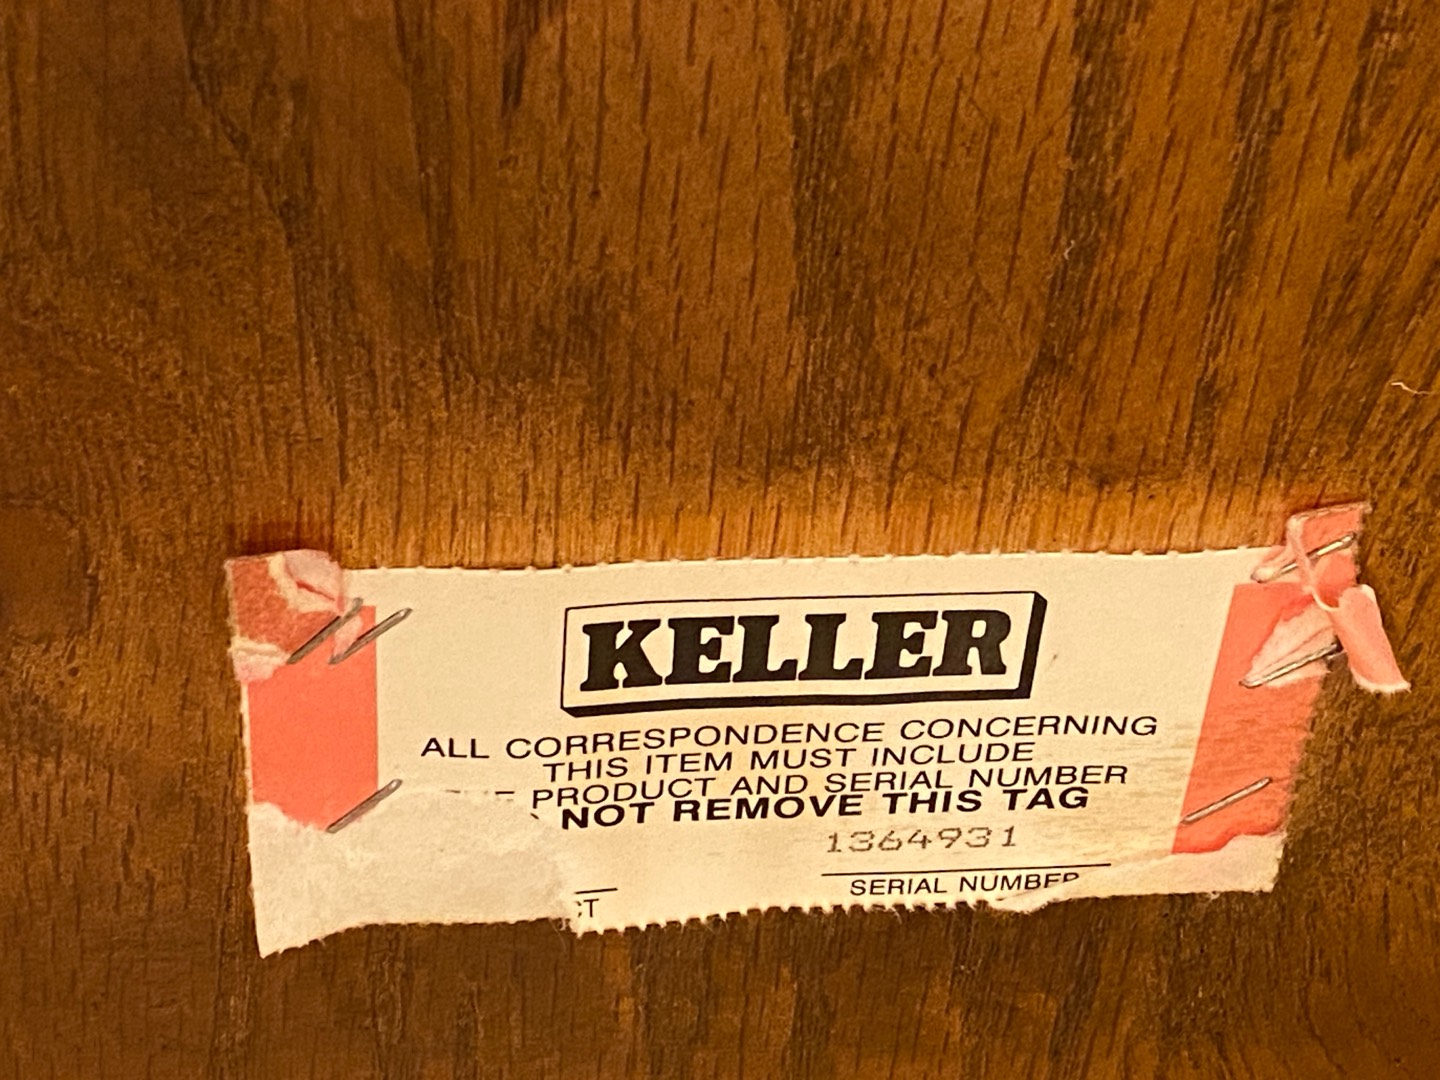 KELLER
ALL CORRESPONDENCE CONCERNING
THIS ITEM MUST INCLUDE
PRODUCT AND SERIAL NUMBER
NOT REMOVE THIS TAG
1364931
CT
SERIAL NUMBER